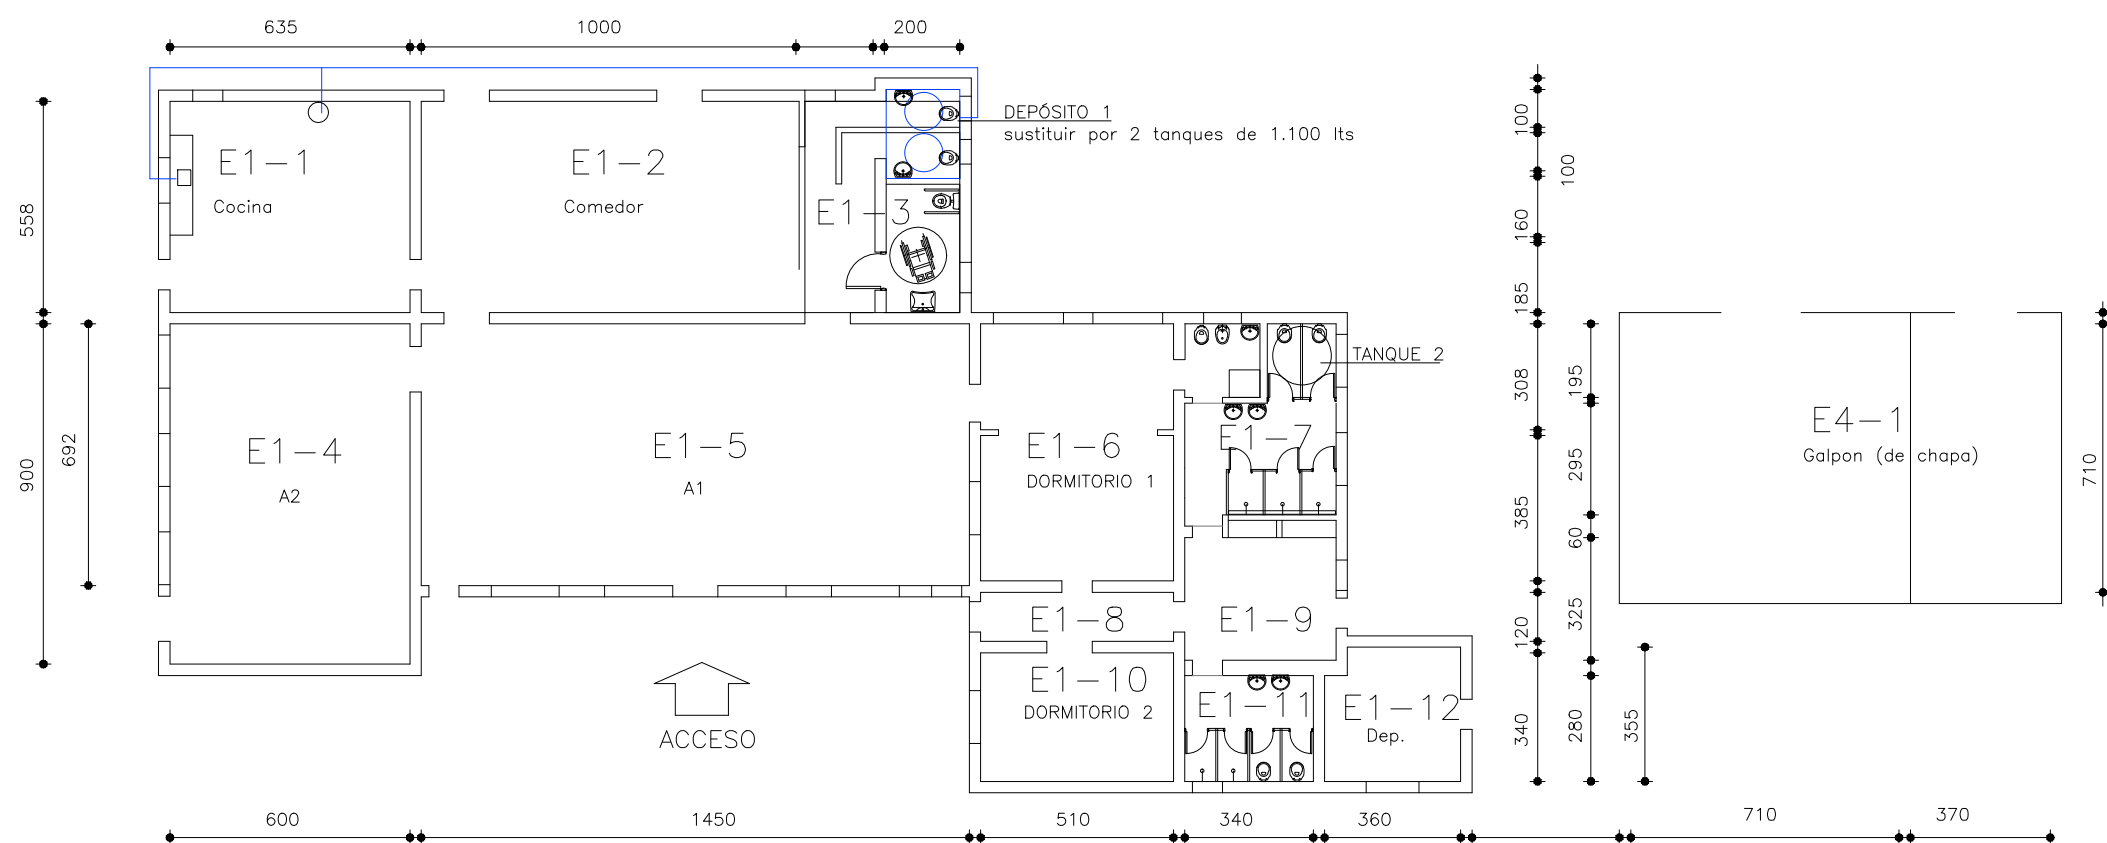 635
1000
200
DEPÓSITO 1
sustituir por 2 tanques de 1.100 lts
100
100
E1-1
Cocina
E1-2
Comedor
E1-3
558
160
185
TANQUE 2
308
195
E4-1
Galpon (de chapa)
E1-4
A2
E1-5
A1
E1-6
DORMITORIO 1
E1-7
692
900
295
385
60
710
E1-8
E1-9
325
120
E1-10
DORMITORIO 2
E1-11
E1-12
Dep.
ACCESO
340
280
355
600
1450
510
340
360
710
370